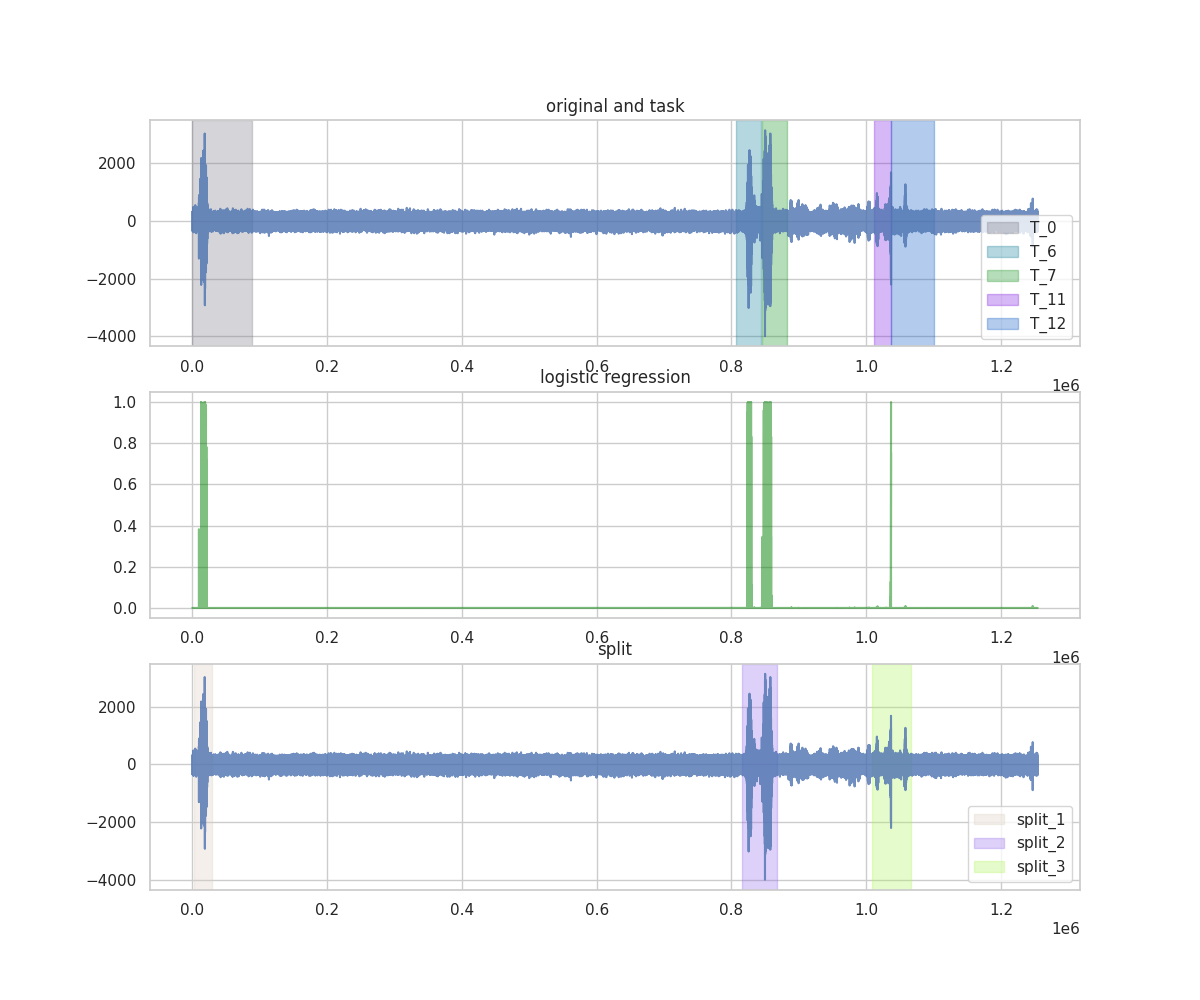 original and task
2000
0
−2000
−4000
T_0
T_6
T_7
T_11
T_12
0.0 0.2 0.4 0.6 0.8 1.0 1.2
1e6
logistic regression
1.0
0.8
0.6
0.4
0.2
0.0
0.0 0.2 0.4 0.6 0.8 1.0 1.2
1e6
split
2000
0
−2000
−4000
split_1
split_2
split_3
0.0 0.2 0.4 0.6 0.8 1.0 1.2
1e6